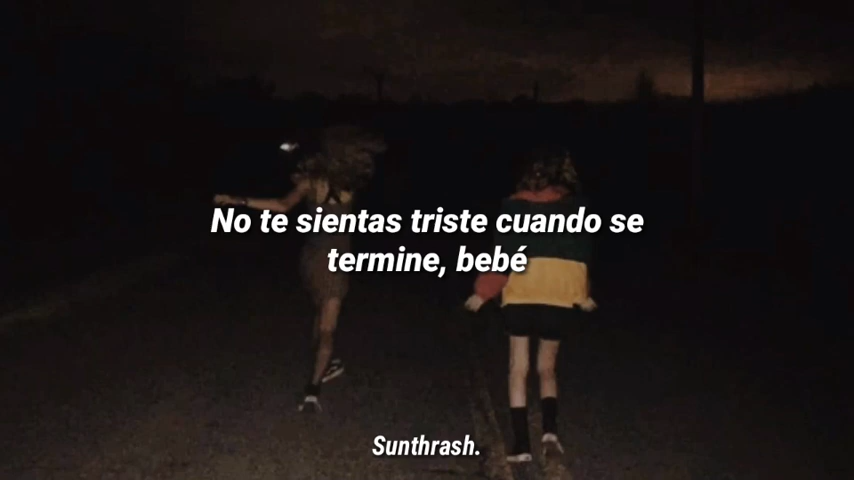 No te sientas triste cuando se
termine, bebé
Sunthrash.